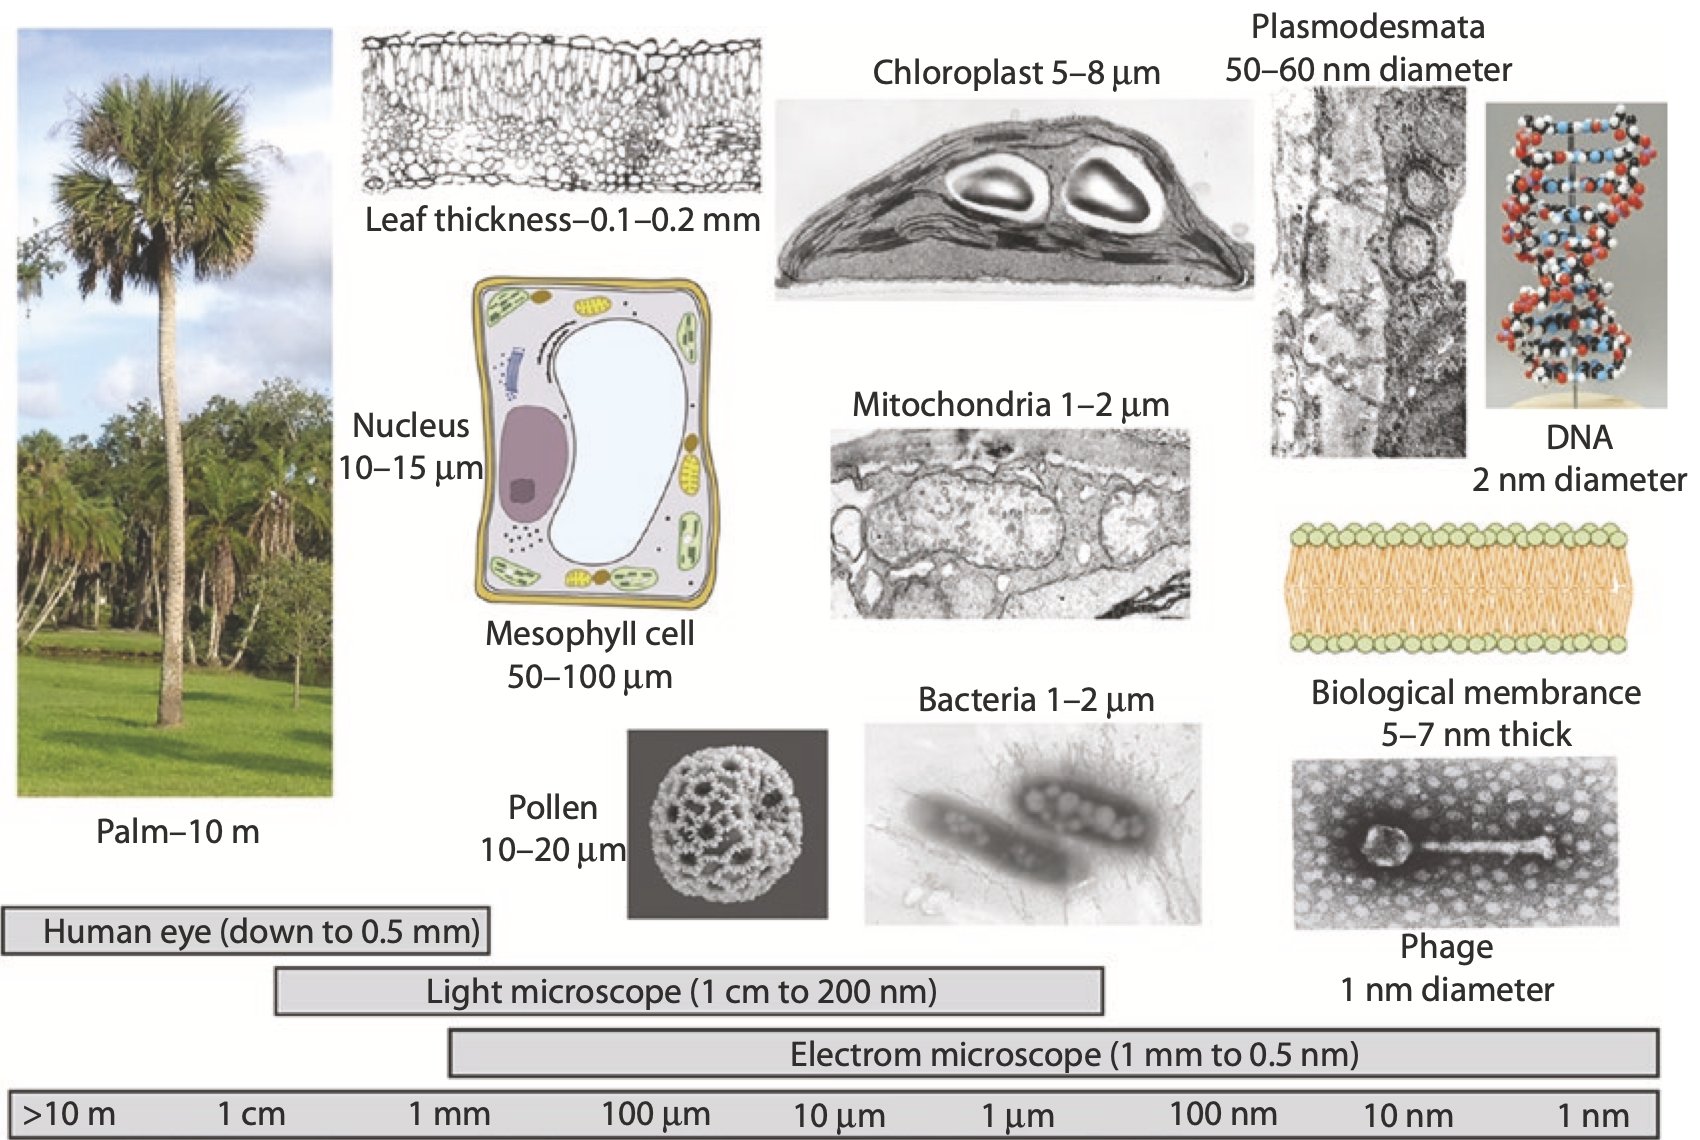 Plasmodesmata
50–60 nm diameter
Chloroplast 5–8 μm
Leaf thickness–0.1–0.2 mm
Mitochondria 1–2 μm
Nucleus
10–15 μm
DNA
2 nm diameter
Mesophyll cell
50–100 μm
Bacteria 1–2 μm
Biological membrance
5–7 nm thick
Pollen
10–20 μm
Palm–10 m
Phage
1 nm diameter
Human eye (down to 0.5 mm)
Light microscope (1 cm to 200 nm)
Electrom microscope (1 mm to 0.5 nm)
>10 m 1 cm 1 mm 100 μm 10 μm 1 μm 100 nm 10 nm 1 nm